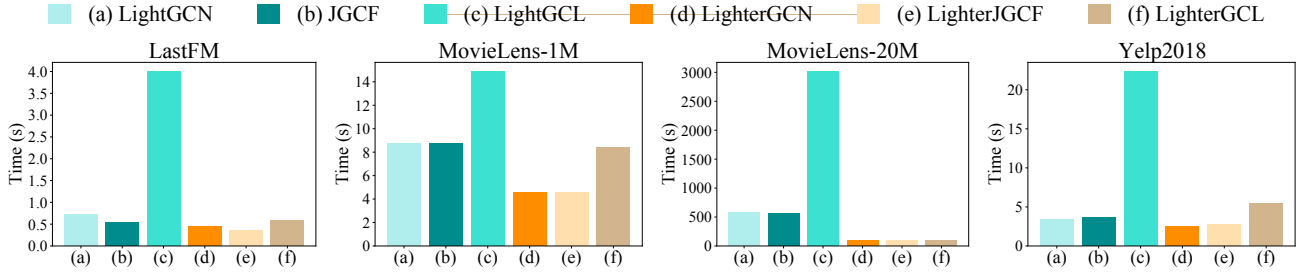 (a) LightGCN (b) JGCF (c) LightGCL (d) LighterGCN (e) LighterJGCF (f) LighterGCL
LastFM
Time (s)
4.0
3.5
3.0
2.5
2.0
1.5
1.0
0.5
0.0
(a) (b) (c) (d) (e) (f)
MovieLens-1M
Time (s)
14
12
10
8
6
4
2
0
(a) (b) (c) (d) (e) (f)
MovieLens-20M
Time (s)
3000
2500
2000
1500
1000
500
0
(a) (b) (c) (d) (e) (f)
Yelp2018
Time (s)
20
15
10
5
0
(a) (b) (c) (d) (e) (f)